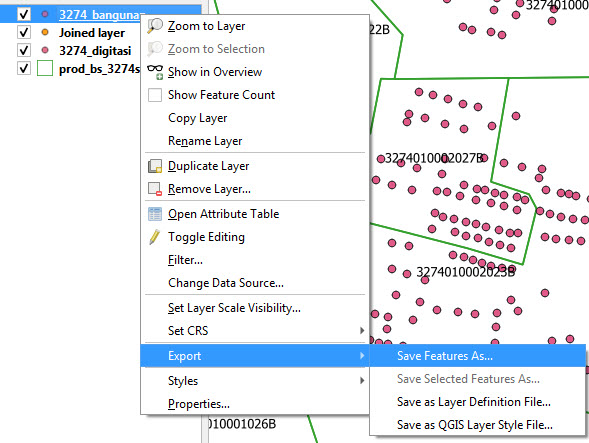 3274_bangunan
Joined layer
3274_digitasi
prod_bs_3274s
Zoom to Layer
Zoom to Selection
Show in Overview
Show Feature Count
Copy Layer
Rename Layer
Duplicate Layer
Remove Layer...
Open Attribute Table
Toggle Editing
Filter...
Change Data Source...
Set Layer Scale Visibility...
Set CRS
Export
Styles
Properties...
Save Features As...
Save Selected Features As...
Save as Layer Definition File...
Save as QGIS Layer Style File...
22B
327401000
3274010002027B
3274010002023B
010001026B